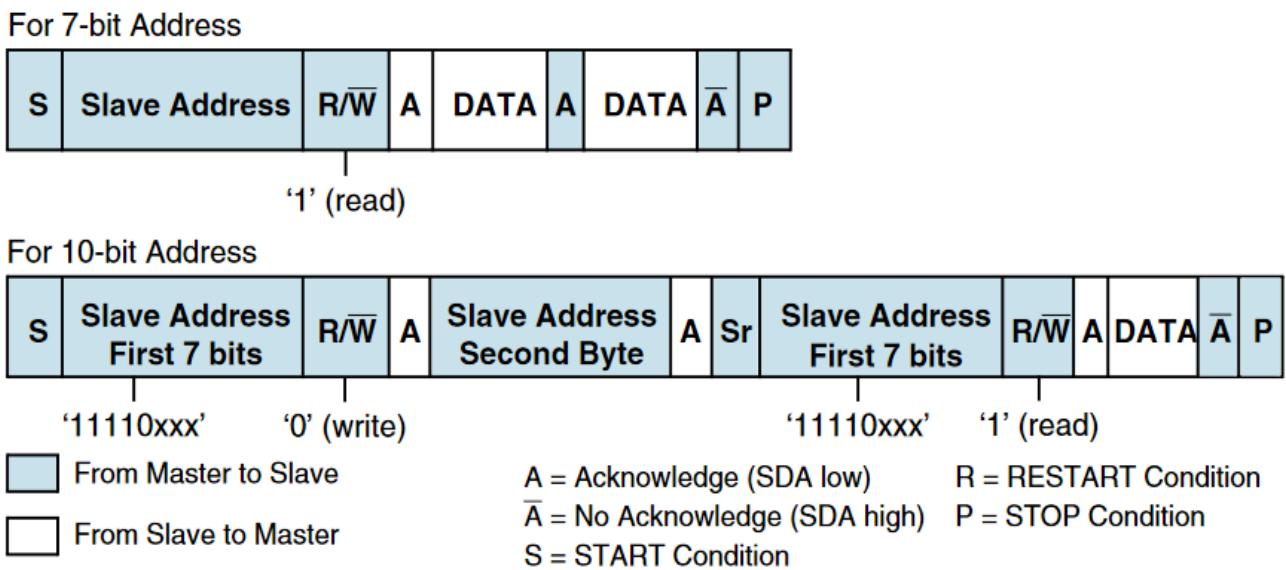 For 7-bit Address
S Slave Address R/W̅ A DATA A DATA A̅ P
‘1’ (read)
For 10-bit Address
S Slave Address First 7 bits R/W̅ A Slave Address Second Byte A Sr Slave Address First 7 bits R/W̅ A DATA A̅ P
‘11110xxx’ ‘0’ (write) ‘11110xxx’ ‘1’ (read)
From Master to Slave
From Slave to Master
A = Acknowledge (SDA low)
A̅ = No Acknowledge (SDA high)
S = START Condition
R = RESTART Condition
P = STOP Condition